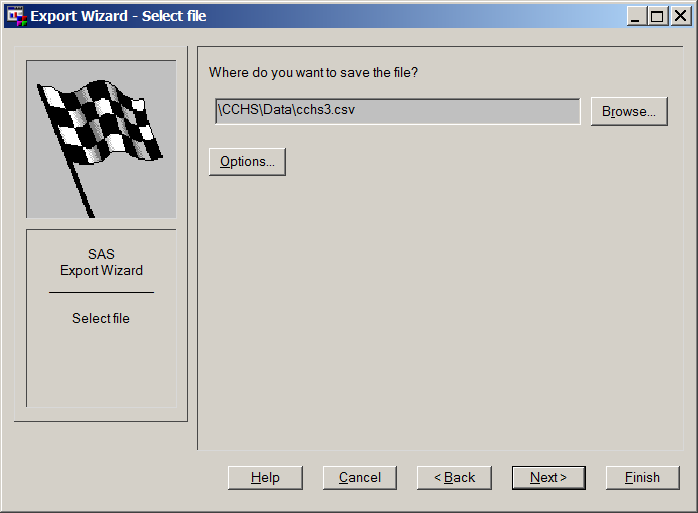 Export Wizard - Select file
Where do you want to save the file?
\CCHS\Data\cchs3.csv
Browse...
Options...
SAS
Export Wizard
Select file
Help
Cancel
< Back
Next >
Finish